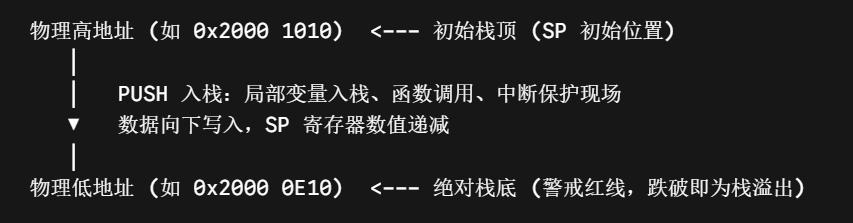 物理高地址 (如 0x2000 1010) <--- 初始栈顶 (SP 初始位置)
PUSH 入栈：局部变量入栈、函数调用、中断保护现场
数据向下写入，SP 寄存器数值递减
物理低地址 (如 0x2000 0E10) <--- 绝对栈底 (警戒红线，跌破即为栈溢出)